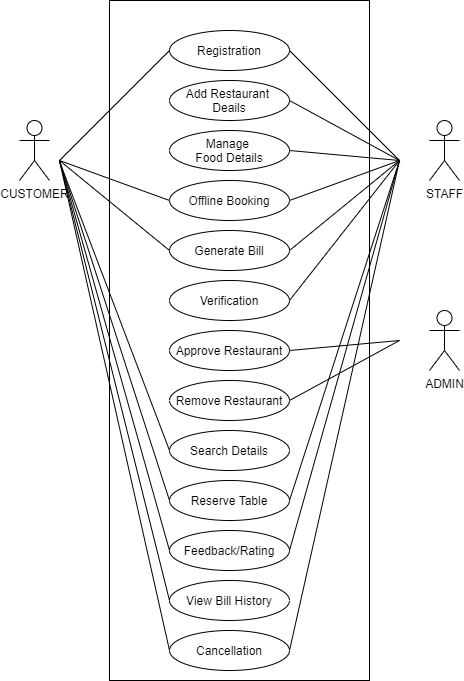 Registration
Add Restaurant
Deails
Manage
Food Details
CUSTOMER
STAFF
Offline Booking
Generate Bill
Verification
Approve Restaurant
ADMIN
Remove Restaurant
Search Details
Reserve Table
Feedback/Rating
View Bill History
Cancellation